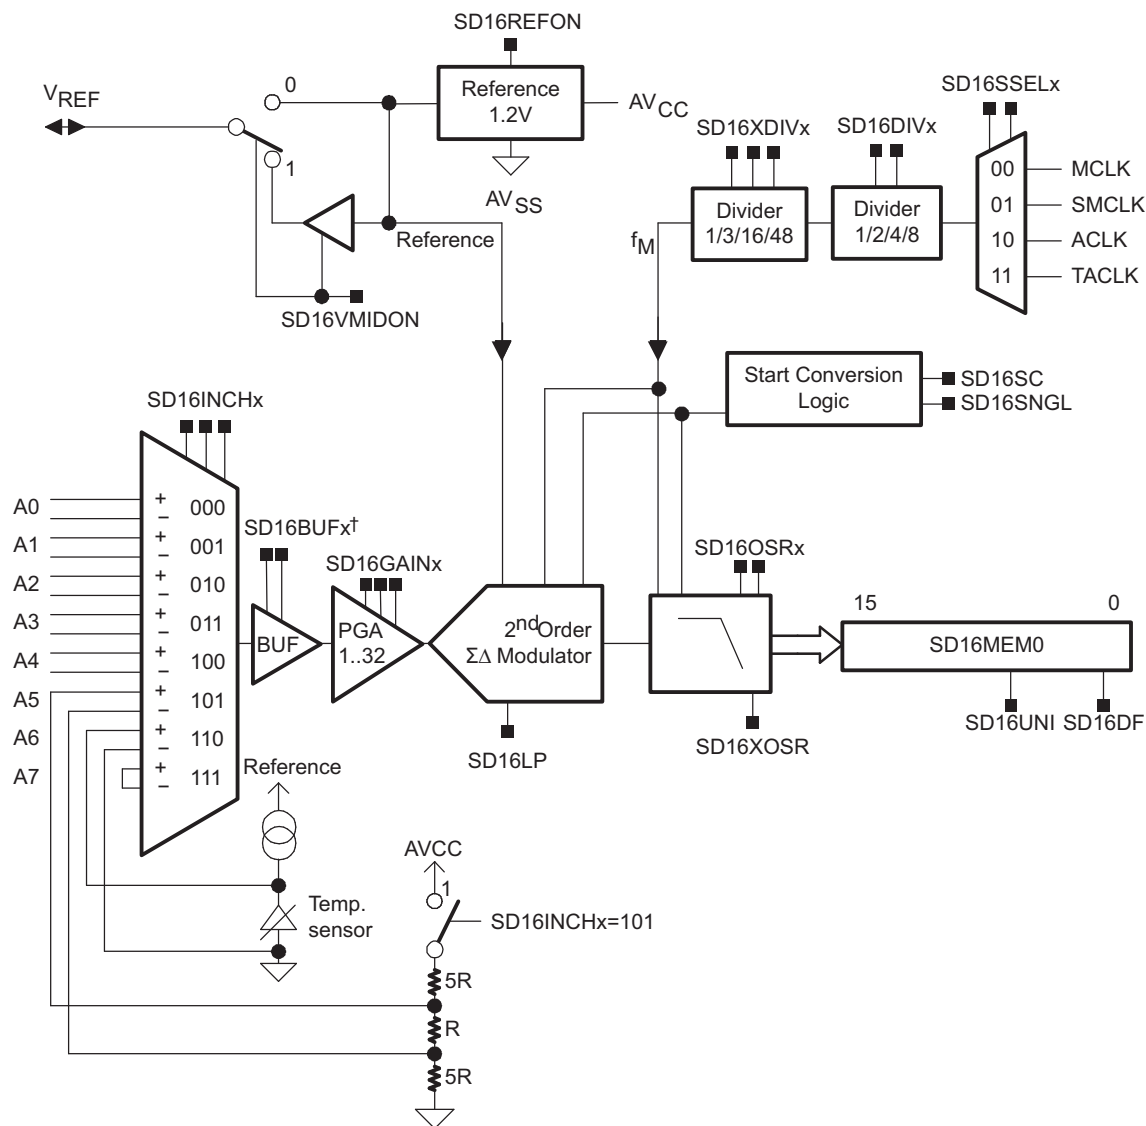 SD16REFON
0
VREF
Reference
1.2V
AVCC
SD16SSELx
SD16XDIVx
SD16DIVx
1
AVSS
00
MCLK
01
SMCLK
10
ACLK
11
TACLK
Divider
1/3/16/48
Divider
1/2/4/8
Reference
fM
SD16VMIDON
Start Conversion
Logic
SD16SC
SD16SNGL
SD16INCHx
A0
+
−
000
A1
+
−
001
A2
+
−
010
A3
+
−
011
A4
+
−
100
A5
+
−
101
A6
+
−
110
A7
+
−
111
SD16BUFx†
BUF
SD16GAINx
PGA
1..32
2nd Order
ΣΔ Modulator
SD16LP
SD16OSRx
SD16XOSR
15
0
SD16MEM0
SD16UNI
SD16DF
Reference
Temp.
sensor
AVCC
1
SD16INCHx=101
5R
R
5R